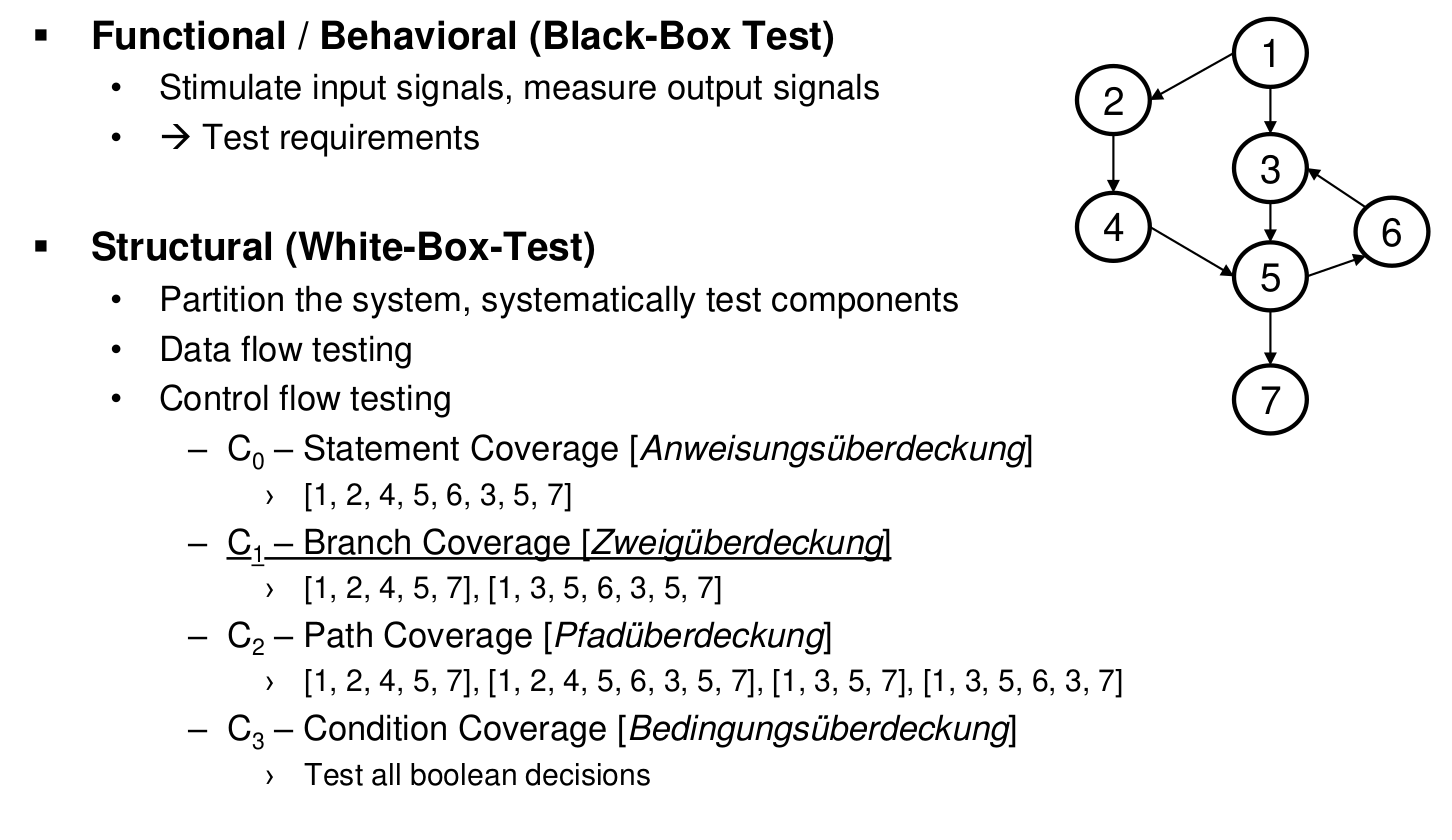 ▪ Functional / Behavioral (Black-Box Test)
• Stimulate input signals, measure output signals
• → Test requirements
▪ Structural (White-Box-Test)
• Partition the system, systematically test components
• Data flow testing
• Control flow testing
– C0 – Statement Coverage [Anweisungsüberdeckung]
› [1, 2, 4, 5, 6, 3, 5, 7]
– C1 – Branch Coverage [Zweigüberdeckung]
› [1, 2, 4, 5, 7], [1, 3, 5, 6, 3, 5, 7]
– C2 – Path Coverage [Pfadüberdeckung]
› [1, 2, 4, 5, 7], [1, 2, 4, 5, 6, 3, 5, 7], [1, 3, 5, 7], [1, 3, 5, 6, 3, 7]
– C3 – Condition Coverage [Bedingungsüberdeckung]
› Test all boolean decisions
1
2
3
4
6
5
7